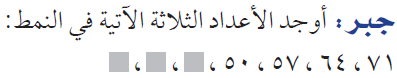 جبر: أوجد الأعداد الثلاثة الآتية في النمط:
٧١ ، ٦٤ ، ٥٧ ، ٥٠ ، ■ ، ■ ، ■